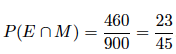 P(E ∩ M) = 460/900 = 23/45